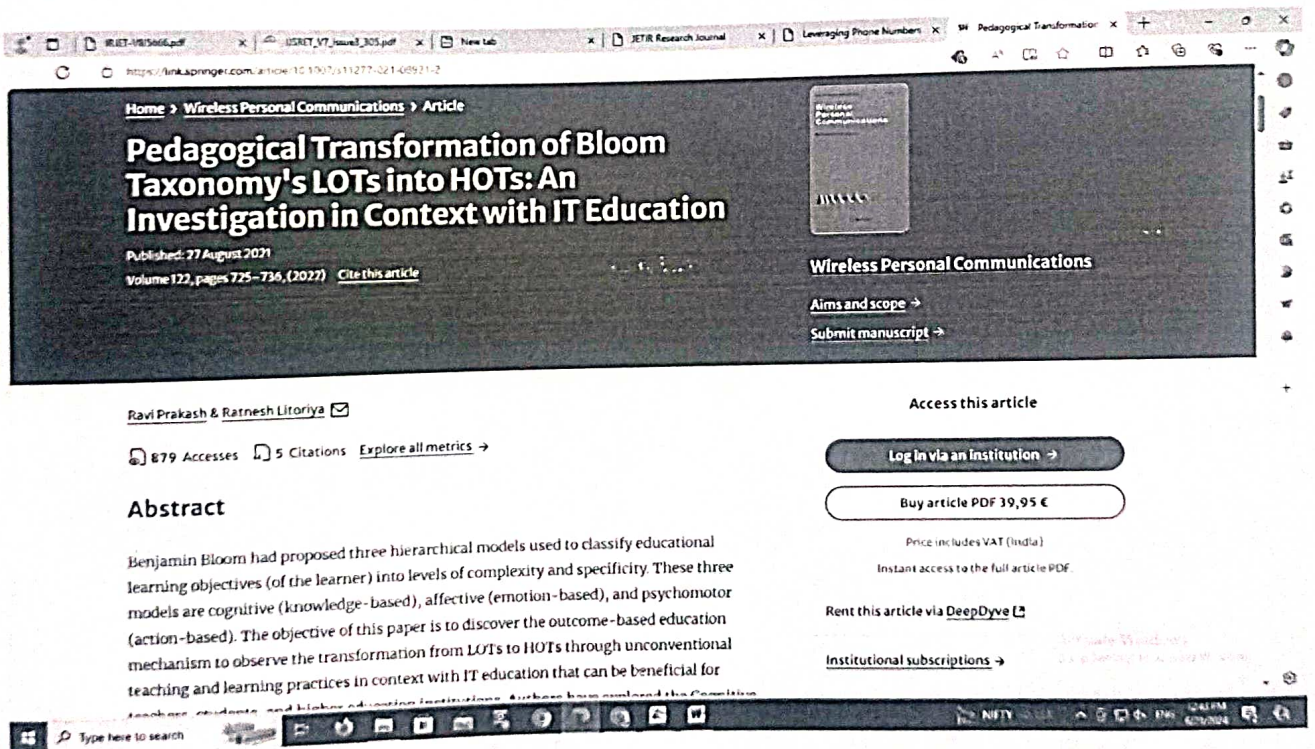 New tab
JETIR Research Journal
Leveraging Phone Numbers
Pedagogical Transformation
Home > Wireless Personal Communications > Article
Pedagogical Transformation of Bloom
Taxonomy's LOTs into HOTs: An
Investigation in Context with IT Education
Published: 27 August 2021
Volume 122, pages 725–736, (2022) Cite this article
Wireless
Personal
Communications
Wireless Personal Communications
Aims and scope →
Submit manuscript →
Ravi Prakash & Ratnesh Litoriya
879 Accesses 5 Citations Explore all metrics →
Abstract
Benjamin Bloom had proposed three hierarchical models used to classify educational
learning objectives (of the learner) into levels of complexity and specificity. These three
models are cognitive (knowledge-based), affective (emotion-based), and psychomotor
(action-based). The objective of this paper is to discover the outcome-based education
mechanism to observe the transformation from LOTs to HOTs through unconventional
teaching and learning practices in context with IT education that can be beneficial for
Access this article
Log in via an institution →
Buy article PDF 39,95 €
Price includes VAT (India)
Instant access to the full article PDF.
Rent this article via DeepDyve
Institutional subscriptions →
Type here to search
NIFTY
ENG